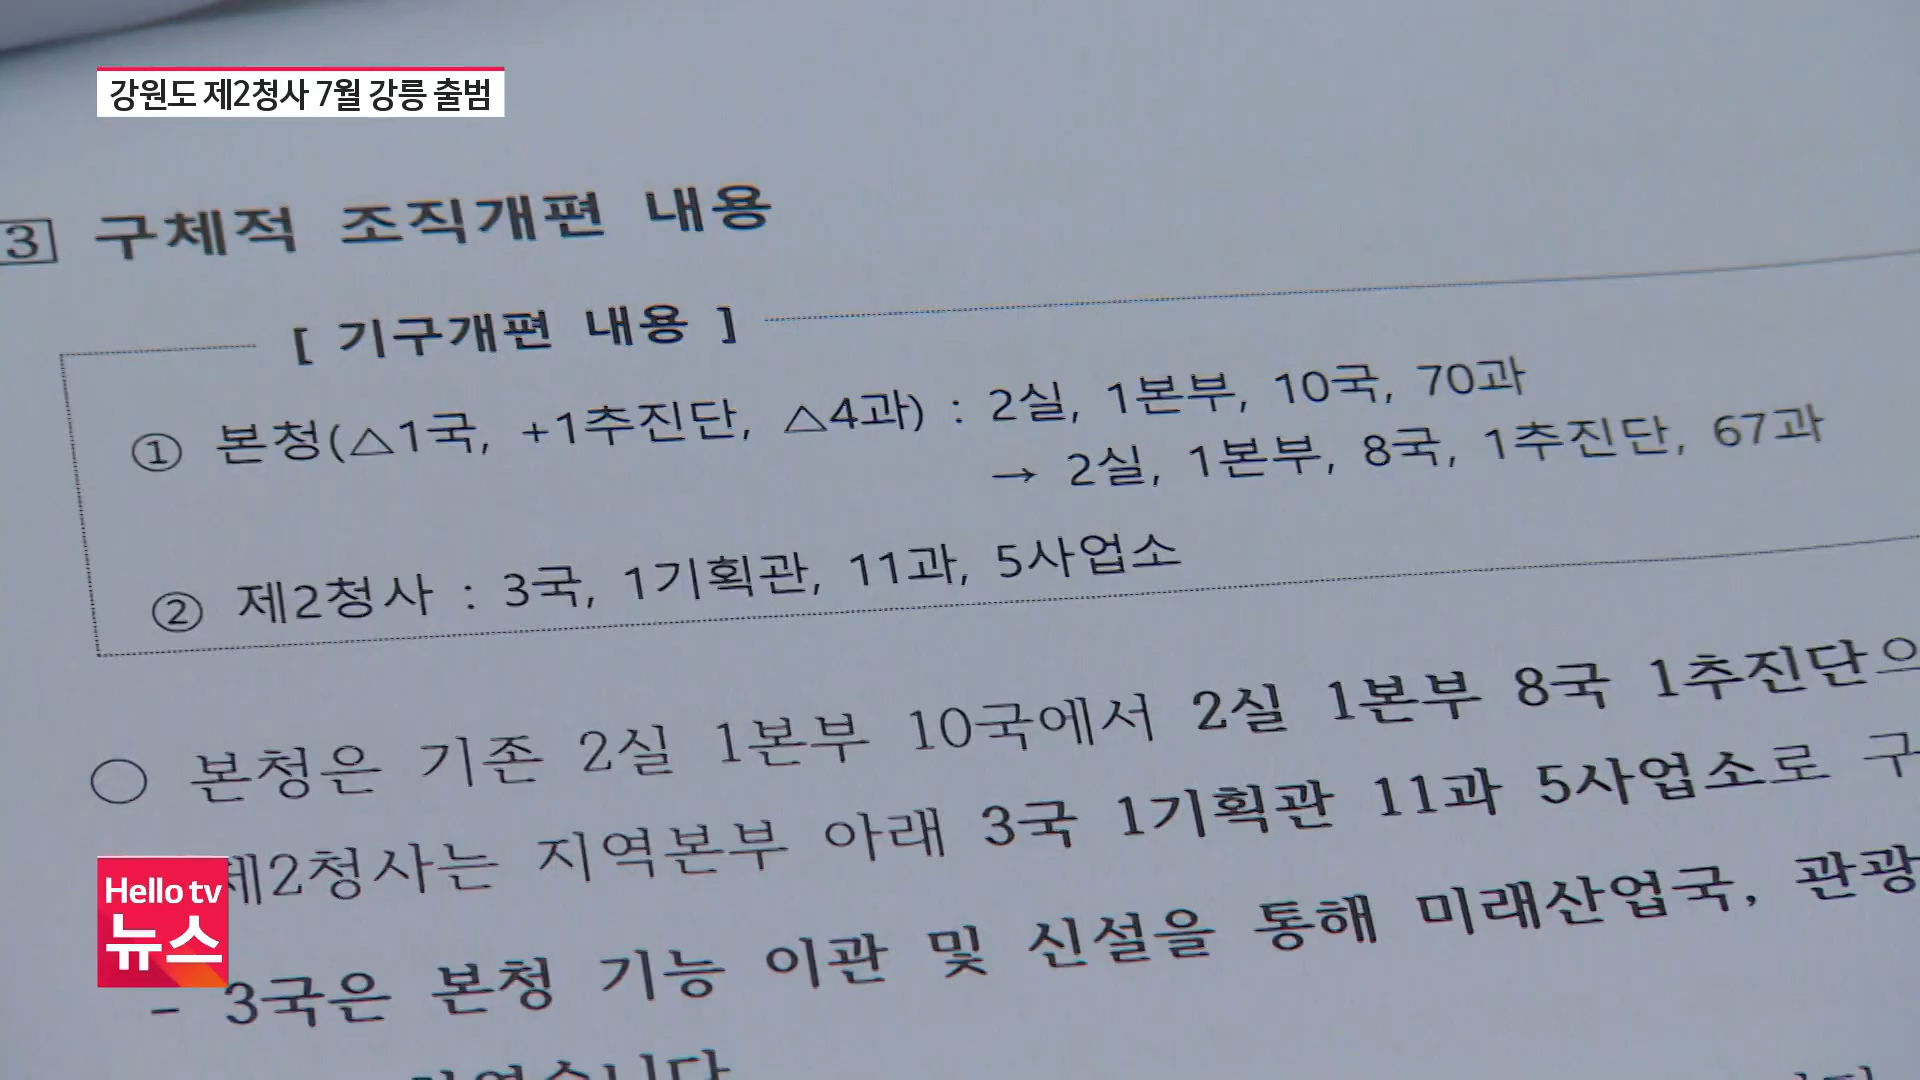 강원도 제2청사 7월 강릉 출범
3 구체적 조직개편 내용
[ 기구개편 내용 ]
① 본청(△1국, +1추진단, △4과) : 2실, 1본부, 10국, 70과
→ 2실, 1본부, 8국, 1추진단, 67과
② 제2청사 : 3국, 1기획관, 11과, 5사업소
○ 본청은 기존 2실 1본부 10국에서 2실 1본부 8국 1추진단으
제2청사는 지역본부 아래 3국 1기획관 11과 5사업소로 구
- 3국은 본청 기능 이관 및 신설을 통해 미래산업국, 관광
Hello tv
뉴스